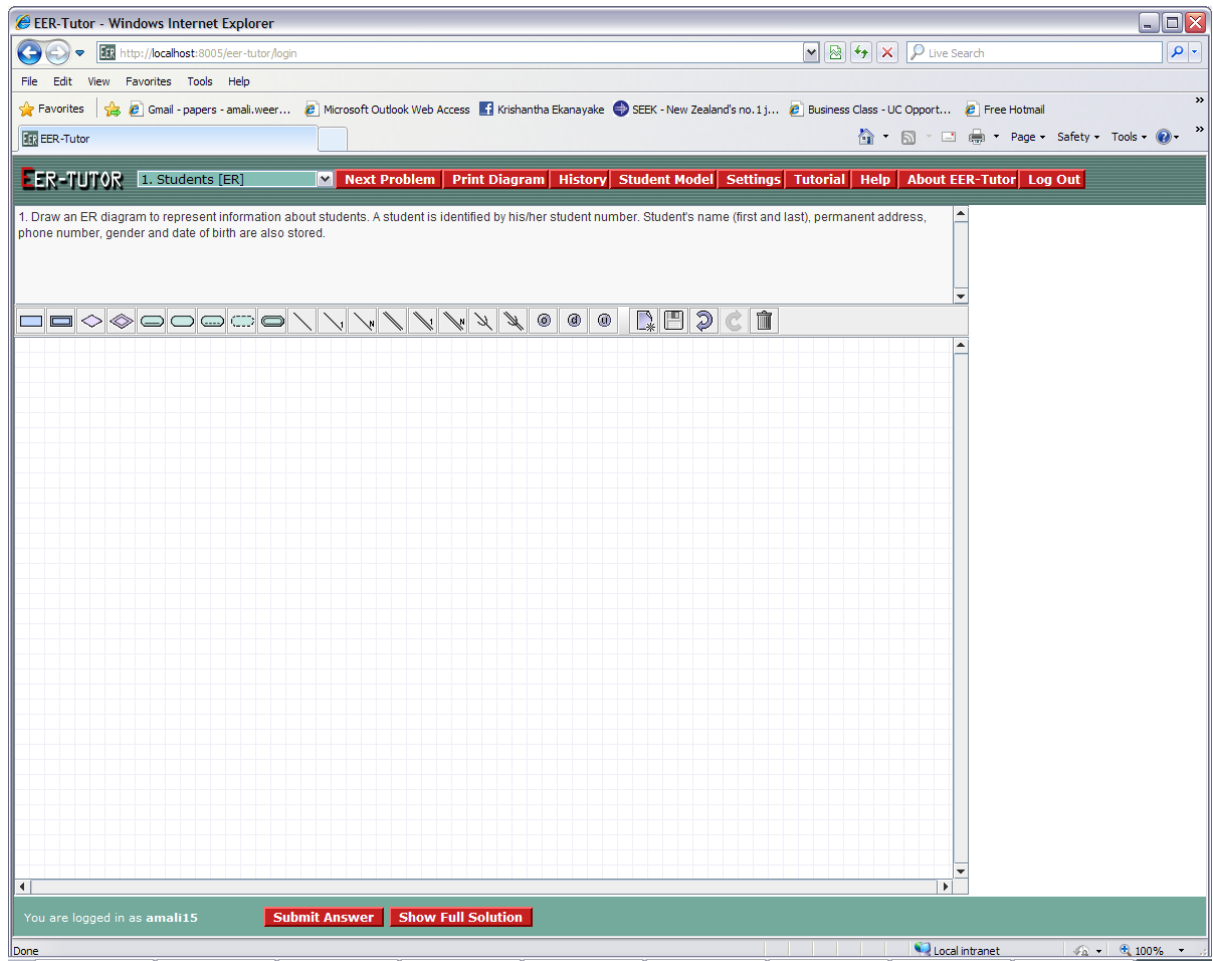 EER-Tutor - Windows Internet Explorer
http://localhost:8005/eer-tutor/login
Live Search
File Edit View Favorites Tools Help
Favorites Gmail - papers - amali.weer... Microsoft Outlook Web Access Krishantha Ekanayake SEEK - New Zealand's no.1 j... Business Class - UC Opport... Free Hotmail »
EER EER-Tutor Page Safety Tools »
EER-TUTOR 1. Students [ER] Next Problem Print Diagram History Student Model Settings Tutorial Help About EER-Tutor Log Out
1. Draw an ER diagram to represent information about students. A student is identified by his/her student number. Student's name (first and last), permanent address,
phone number, gender and date of birth are also stored.
1 N 1 N o d u
You are logged in as amali15 Submit Answer Show Full Solution
Done Local intranet 100%